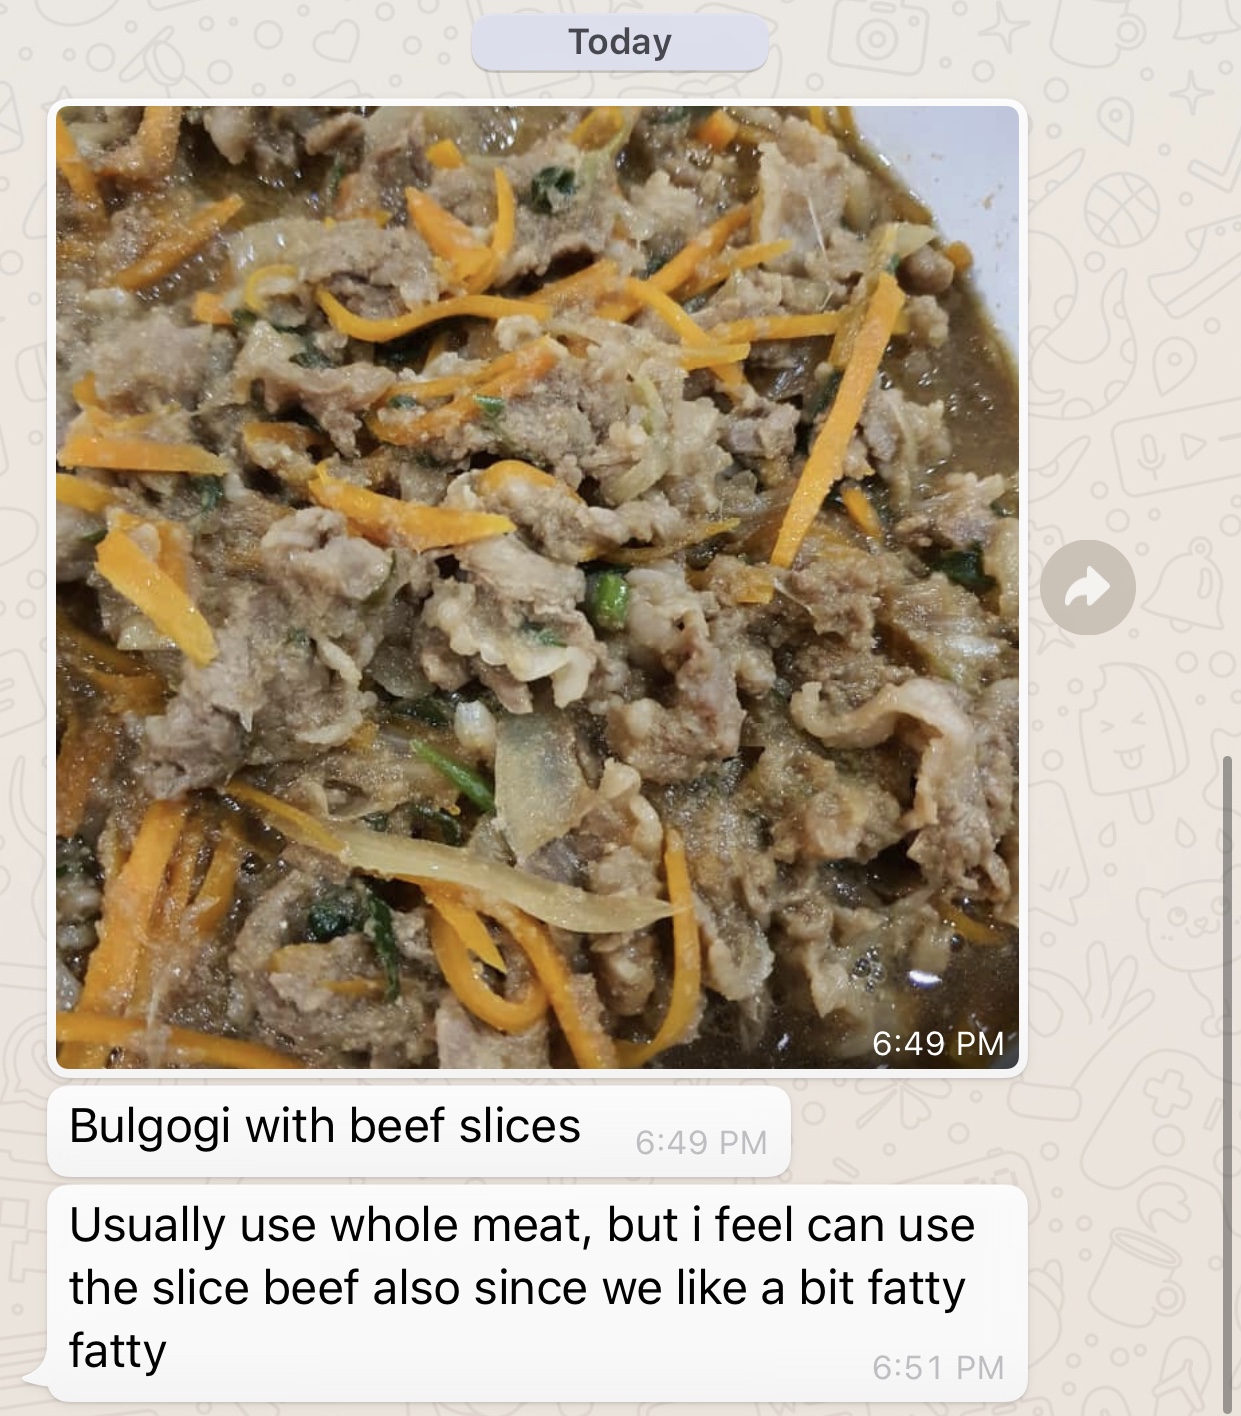 Today
6:49 PM
Bulgogi with beef slices 6:49 PM
Usually use whole meat, but i feel can use
the slice beef also since we like a bit fatty
fatty 6:51 PM